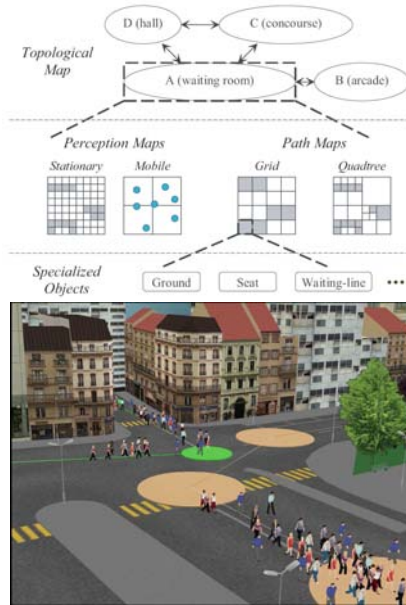 D (hall)
C (concourse)
Topological
Map
A (waiting room)
B (arcade)
Perception Maps
Path Maps
Stationary
Mobile
Grid
Quadtree
Specialized
Objects
Ground
Seat
Waiting-line
•••